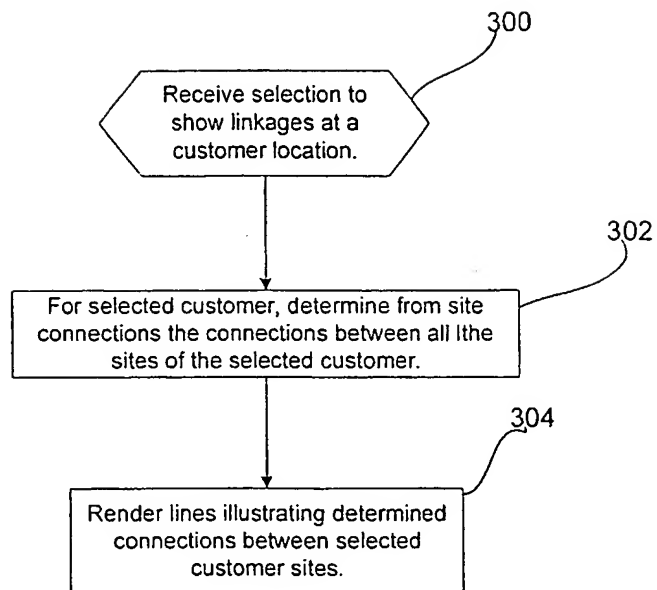 300
Receive selection to
show linkages at a
customer location.
302
For selected customer, determine from site
connections the connections between all lthe
sites of the selected customer.
304
Render lines illustrating determined
connections between selected
customer sites.